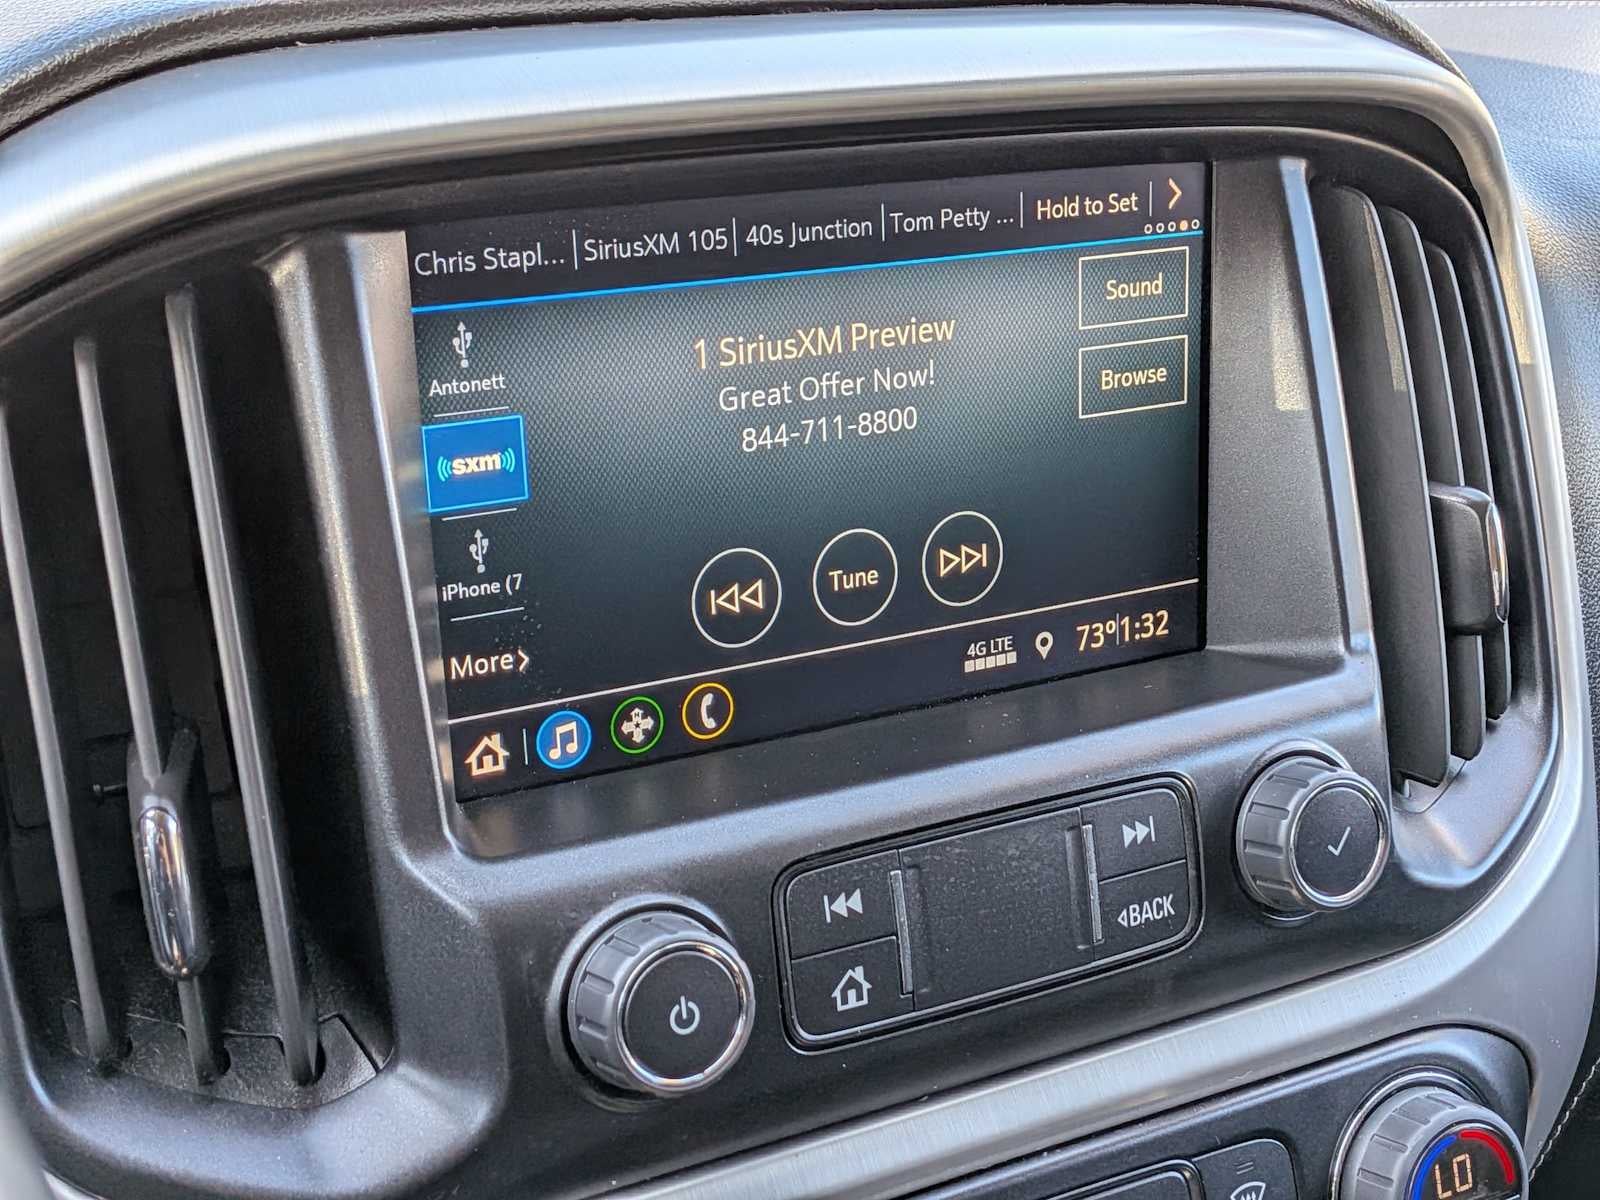 Chris Stapl... SiriusXM 105 40s Junction Tom Petty ... Hold to Set
Sound
Browse
1 SiriusXM Preview
Great Offer Now!
844-711-8800
Antonett
sxm
iPhone (7
More
Tune
4G LTE 73° 1:32
BACK
LO